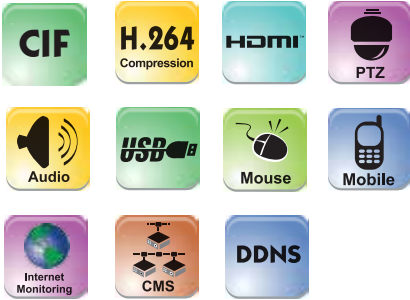 CIF
H.264
Compression
HDMI
PTZ
Audio
USB
Mouse
Mobile
Internet
Monitoring
CMS
DDNS